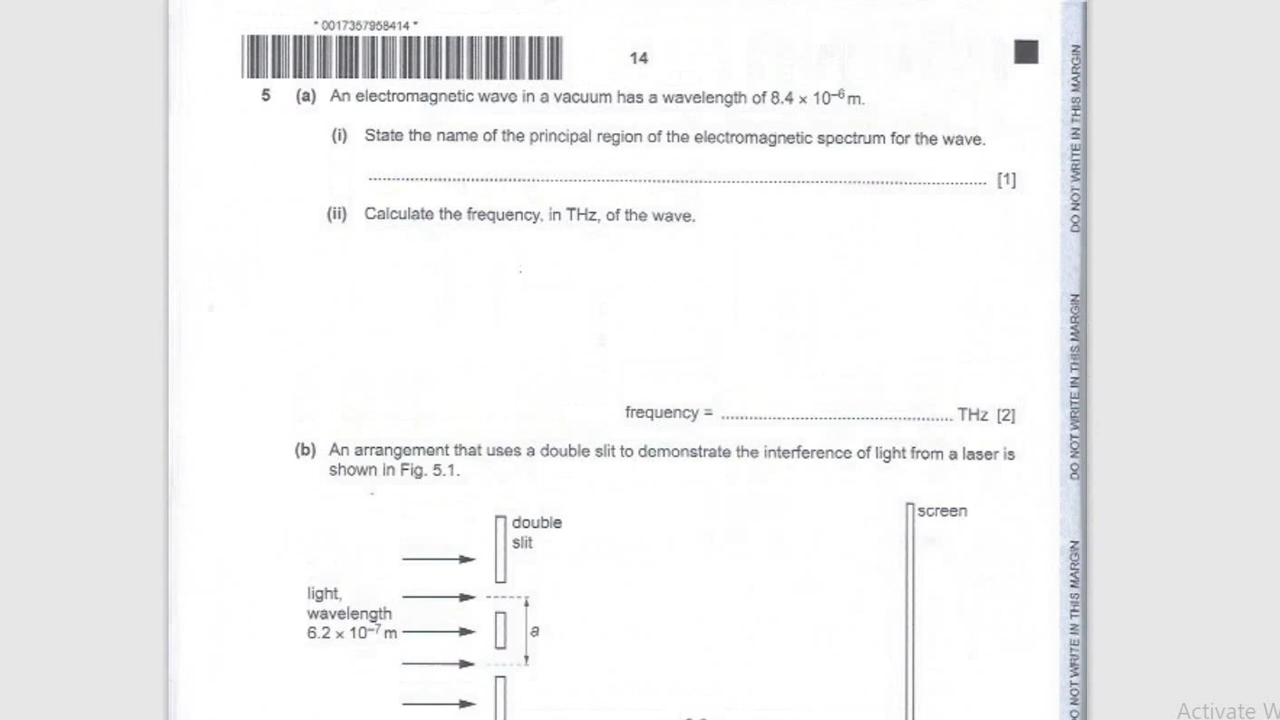 * 0017357958414 *
14
5 (a) An electromagnetic wave in a vacuum has a wavelength of 8.4 × 10⁻⁶ m.
(i) State the name of the principal region of the electromagnetic spectrum for the wave.
[1]
(ii) Calculate the frequency, in THz, of the wave.
frequency = ........................................ THz [2]
(b) An arrangement that uses a double slit to demonstrate the interference of light from a laser is
shown in Fig. 5.1.
double
slit
screen
light,
wavelength
6.2 × 10⁻⁷ m
a
DO NOT WRITE IN THIS MARGIN
DO NOT WRITE IN THIS MARGIN
DO NOT WRITE IN THIS MARGIN
Activate W